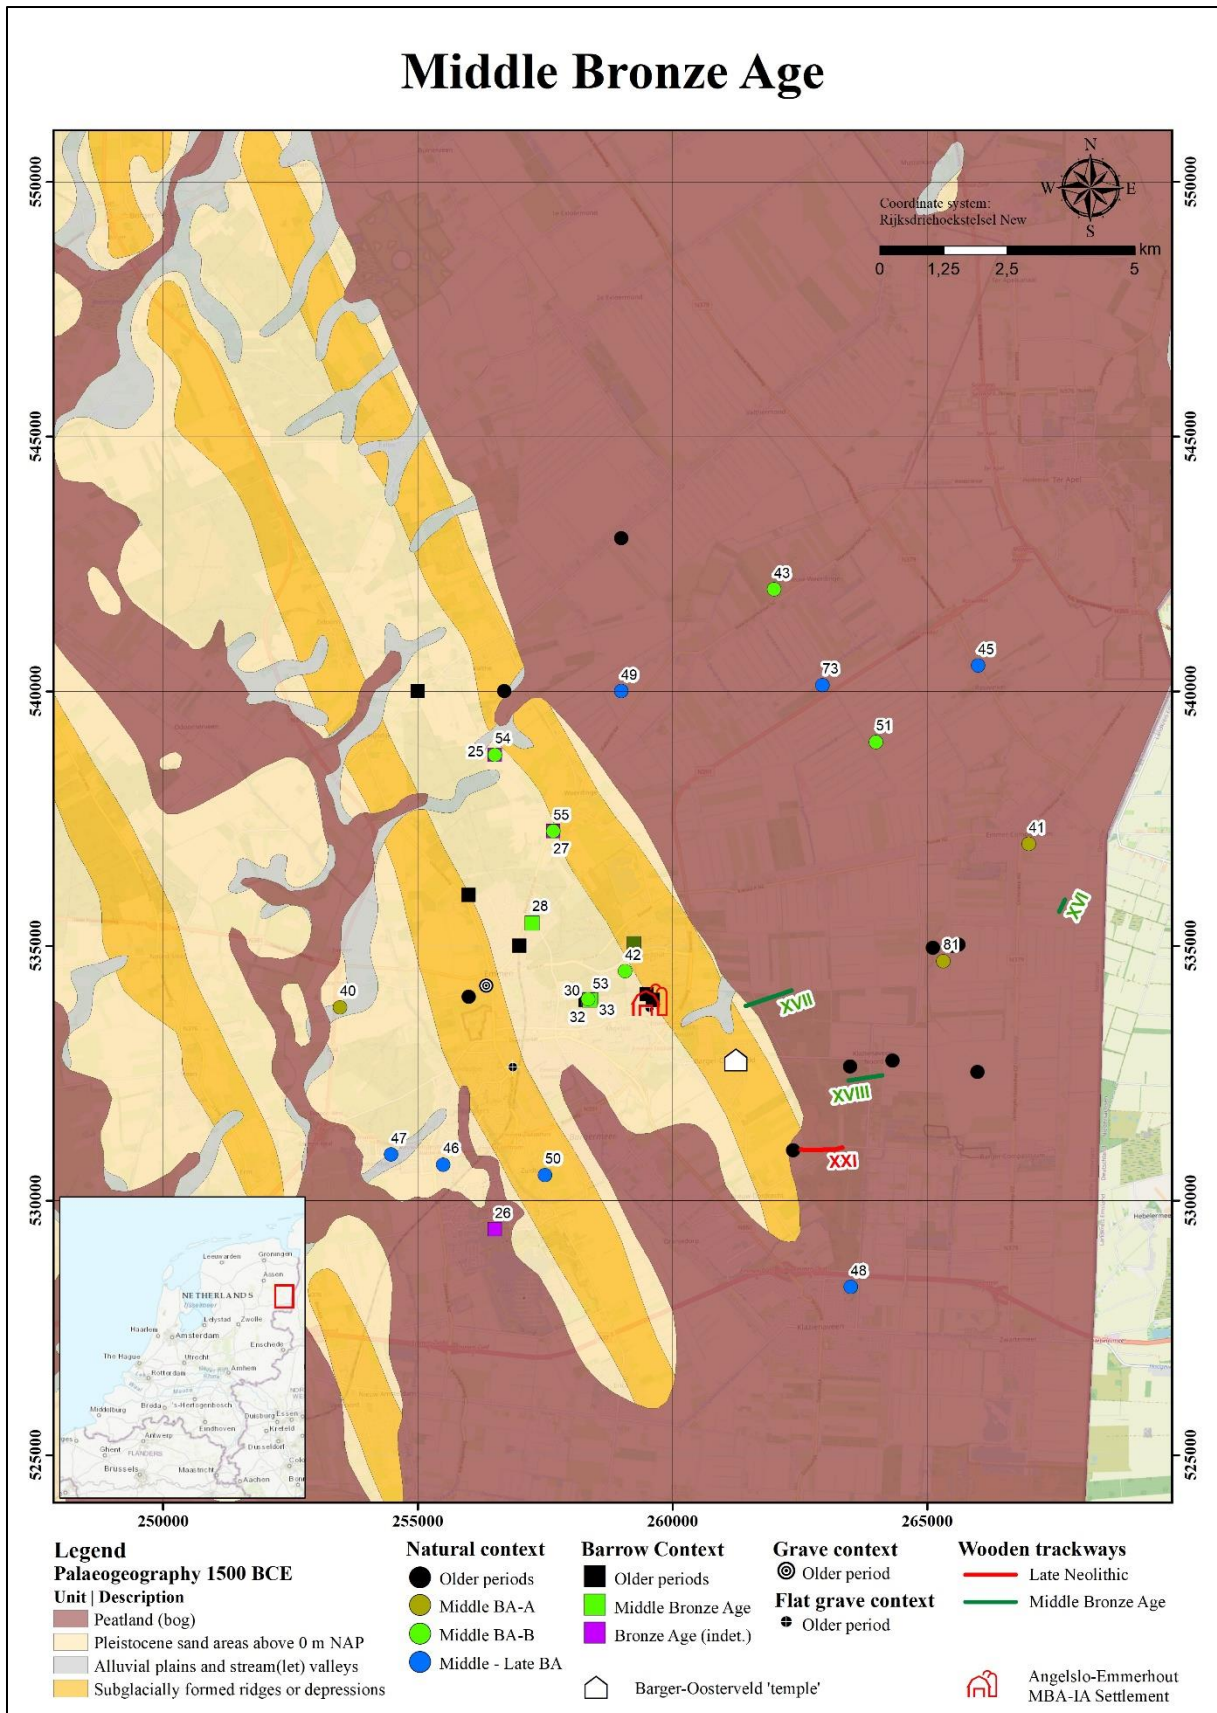 Middle Bronze Age
N
W E
S
Coordinate system:
Rijksdriehoekstelsel New
km
0 1,25 2,5 5
550000
550000
545000
545000
540000
540000
535000
535000
530000
530000
525000
525000
43
45
49
73
51
54
25
55
27
41
XVI
28
42
81
40
30
53
32
33
XVII
XVIII
47
46
50
XXI
26
48
Leeuwarden
Groningen
Assen
NETHERLANDS
IJsselmeer
Lelystad
Zwolle
Haarlem
Amsterdam
Enschede
The Hague
Utrecht
Arnhem
Rotterdam
Middelburg
Breda
's-Hertogenbosch
Duisburg
Essen
Eindhoven
Krefeld
Antwerp
Düsseldorf
Ghent
FLANDERS
Brussels
Maastricht
Aachen
250000
255000
260000
265000
Legend
Palaeogeography 1500 BCE
Unit | Description
Peatland (bog)
Pleistocene sand areas above 0 m NAP
Alluvial plains and stream(let) valleys
Subglacially formed ridges or depressions
Natural context
Older periods
Middle BA-A
Middle BA-B
Middle - Late BA
Barrow Context
Older periods
Middle Bronze Age
Bronze Age (indet.)
Barger-Oosterveld 'temple'
Grave context
Older period
Flat grave context
Older period
Wooden trackways
Late Neolithic
Middle Bronze Age
Angelslo-Emmerhout
MBA-IA Settlement